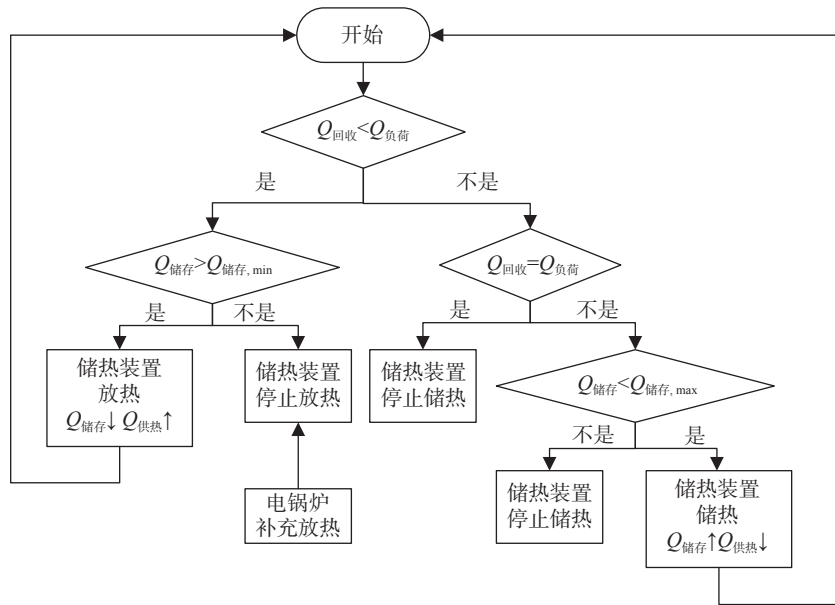 开始
Q回收<Q负荷
是
不是
Q储存>Q储存, min
Q回收=Q负荷
是
不是
是
不是
储热装置
放热
Q储存↓ Q供热↑
储热装置
停止放热
储热装置
停止储热
Q储存<Q储存, max
不是
是
电锅炉
补充放热
储热装置
停止储热
储热装置
储热
Q储存↑Q供热↓